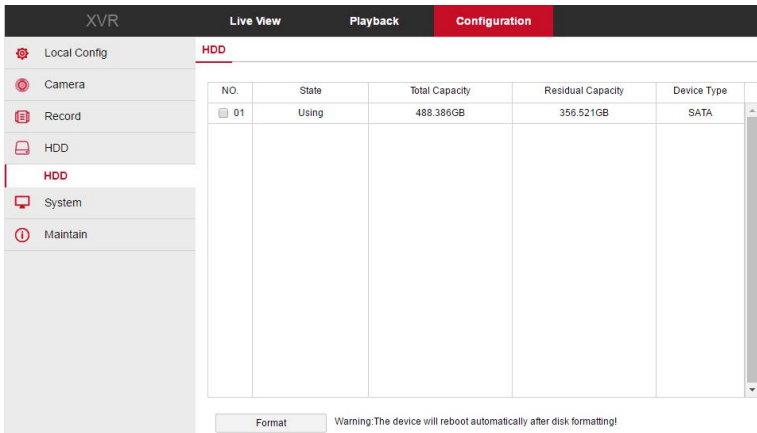 XVR Live View Playback Configuration
Local Config
Camera
Record
HDD
HDD
System
Maintain
HDD
NO. State Total Capacity Residual Capacity Device Type
01 Using 488.386GB 356.521GB SATA
Format Warning:The device will reboot automatically after disk formatting!